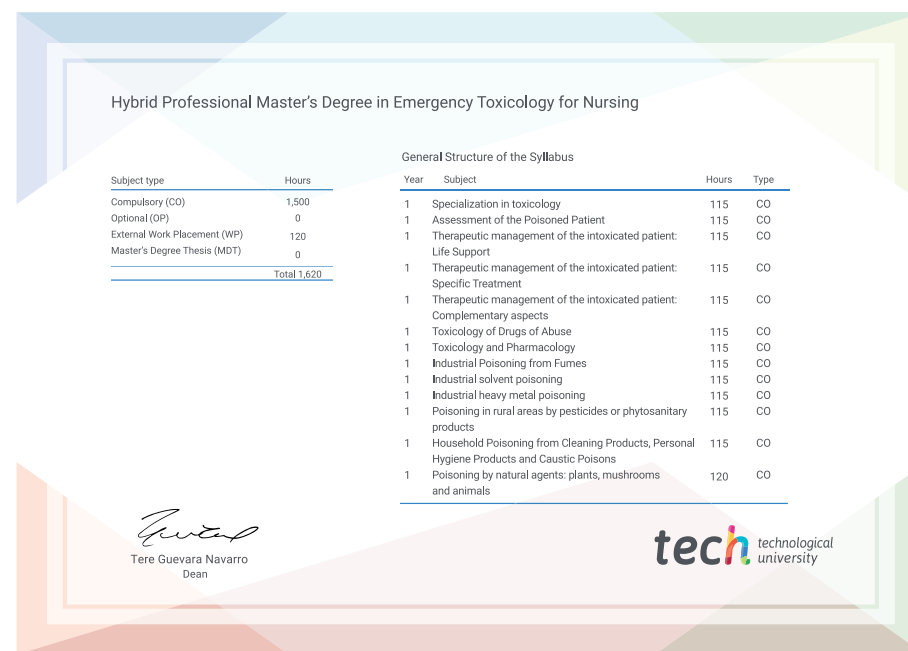 Hybrid Professional Master's Degree in Emergency Toxicology for Nursing
Subject type Hours
Compulsory (CO) 1,500
Optional (OP) 0
External Work Placement (WP) 120
Master's Degree Thesis (MDT) 0
Total 1,620
General Structure of the Syllabus
Year Subject Hours Type
1 Specialization in toxicology 115 CO
1 Assessment of the Poisoned Patient 115 CO
1 Therapeutic management of the intoxicated patient: 115 CO
Life Support
1 Therapeutic management of the intoxicated patient: 115 CO
Specific Treatment
1 Therapeutic management of the intoxicated patient: 115 CO
Complementary aspects
1 Toxicology of Drugs of Abuse 115 CO
1 Toxicology and Pharmacology 115 CO
1 Industrial Poisoning from Fumes 115 CO
1 Industrial solvent poisoning 115 CO
1 Industrial heavy metal poisoning 115 CO
1 Poisoning in rural areas by pesticides or phytosanitary 115 CO
products
1 Household Poisoning from Cleaning Products, Personal 115 CO
Hygiene Products and Caustic Poisons
1 Poisoning by natural agents: plants, mushrooms 120 CO
and animals
Tere Guevara Navarro
Dean
tech technological
university